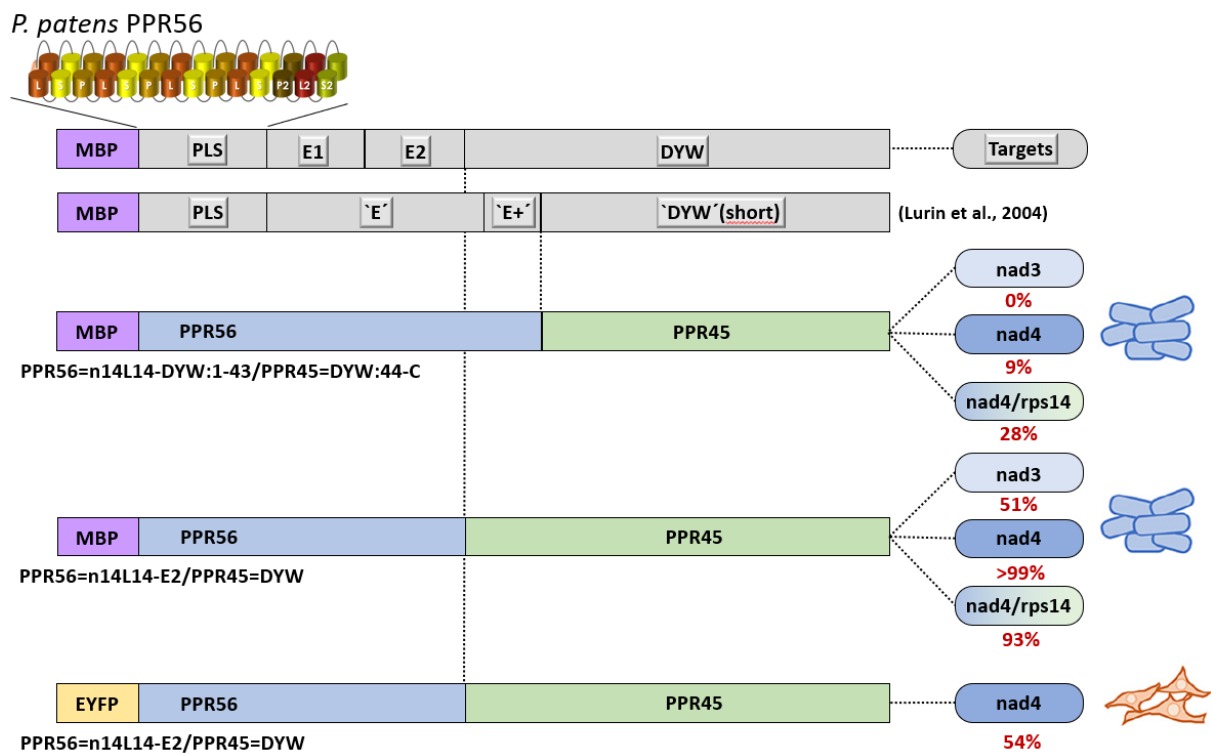 P. patens PPR56
L S P L S P L S P L S P2 L2 S2
MBP PLS E1 E2 DYW Targets
MBP PLS `E´ `E+´ `DYW´(short) (Lurin et al., 2004)
nad3
0%
MBP PPR56 PPR45 nad4
9%
PPR56=n14L14-DYW:1-43/PPR45=DYW:44-C
nad4/rps14
28%
nad3
51%
MBP PPR56 PPR45 nad4
>99%
PPR56=n14L14-E2/PPR45=DYW
nad4/rps14
93%
EYFP PPR56 PPR45 nad4
54%
PPR56=n14L14-E2/PPR45=DYW